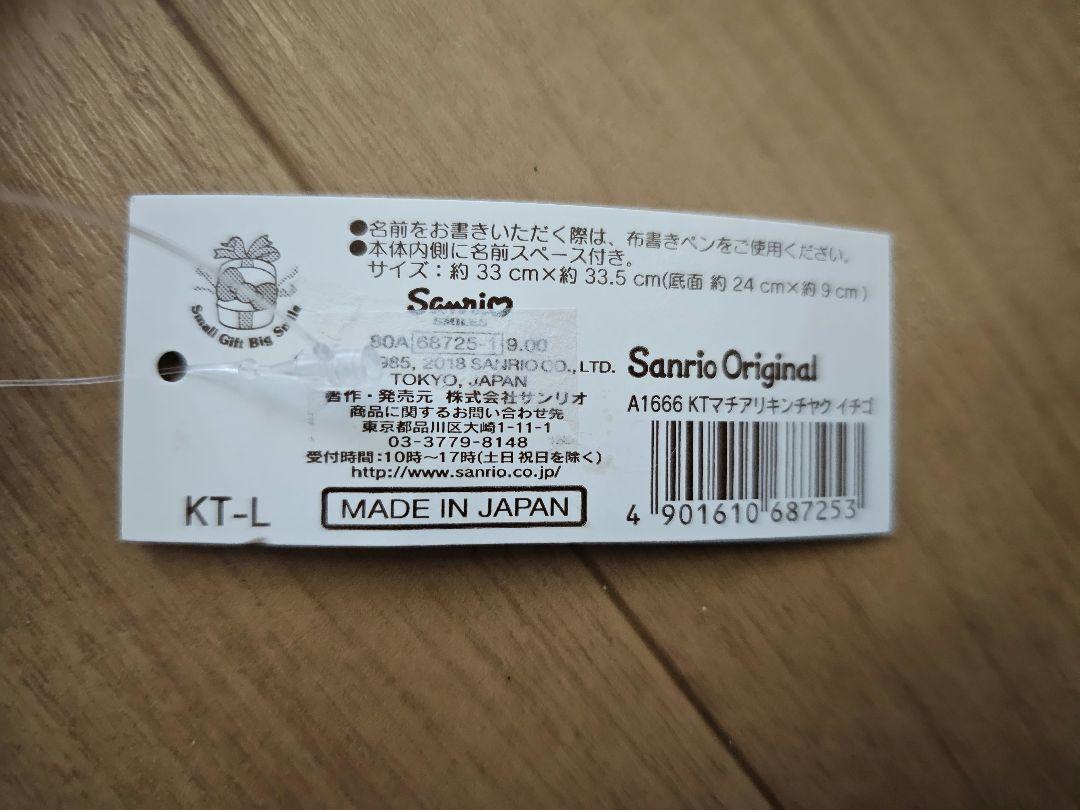 ●名前をお書きいただく際は、布書きペンをご使用ください。
●本体内側に名前スペース付き。
サイズ：約 33 cm×約 33.5 cm(底面 約 24 cm×約 9 cm)
Small Gift Big Smile
Sanrio
SMILES
80A 68725-1 9.00
985, 2018 SANRIO CO., LTD.
TOKYO, JAPAN
著作・発売元 株式会社サンリオ
商品に関するお問い合わせ先
東京都品川区大崎1-11-1
03-3779-8148
受付時間：10時～17時(土日祝日を除く)
http://www.sanrio.co.jp/
KT-L
MADE IN JAPAN
Sanrio Original
A1666 KTマチアリキンチヤク イチゴ
4 901610 687253